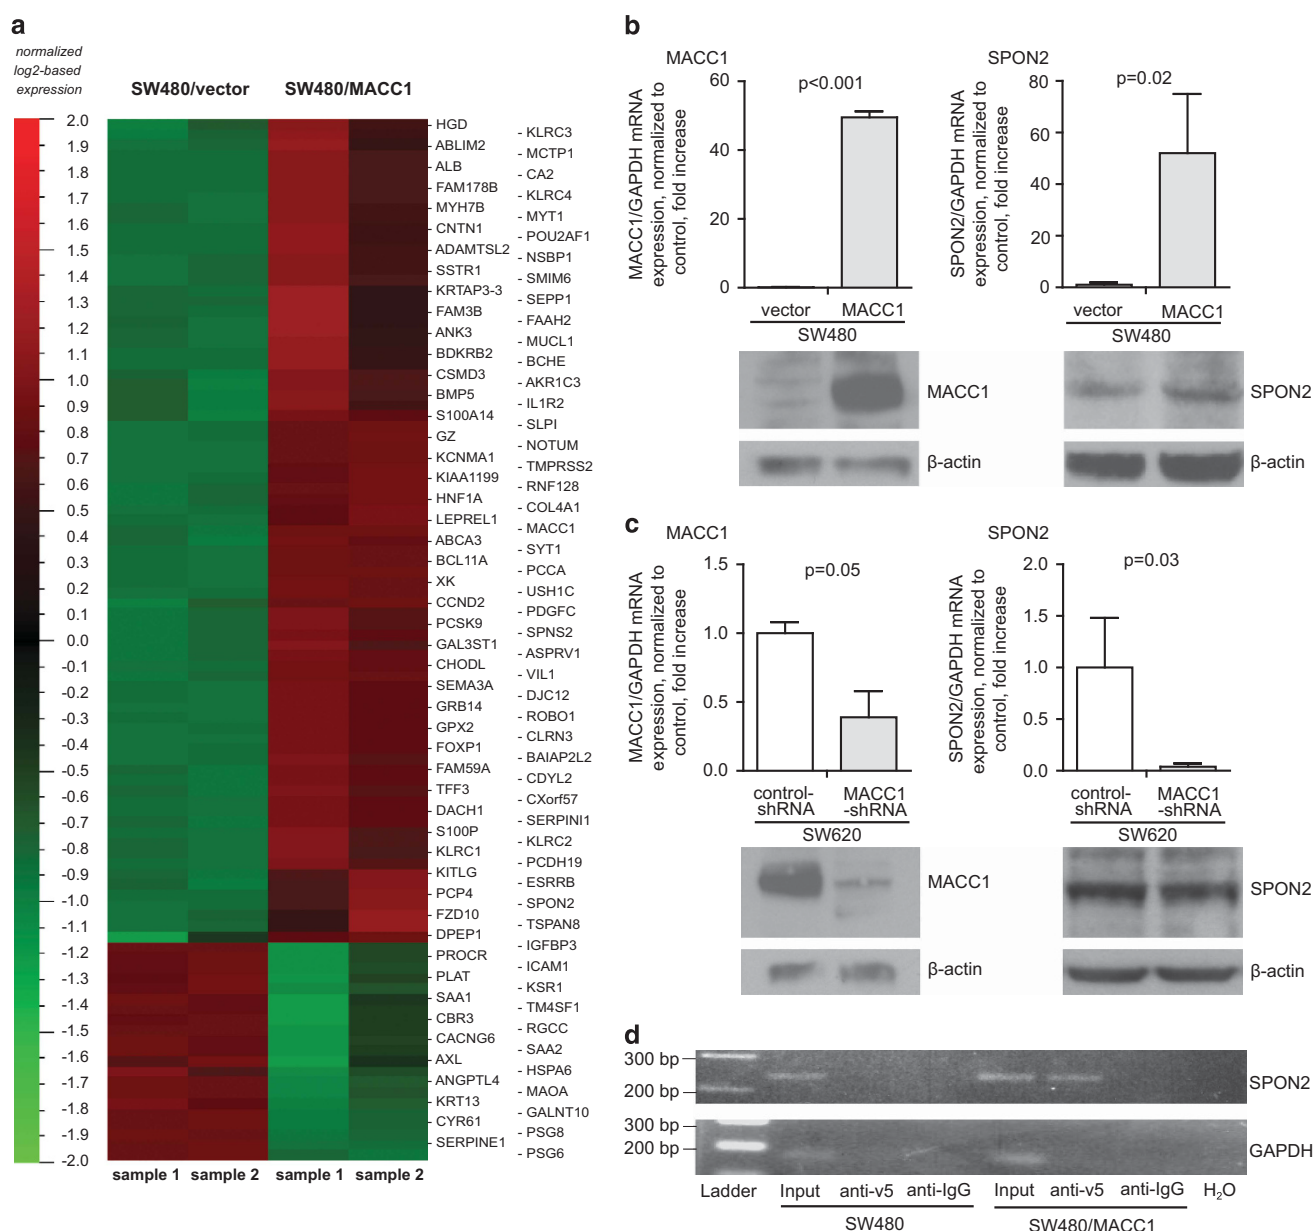 a
normalized
log2-based
expression
SW480/vector
SW480/MACC1
2.0
1.9
1.8
1.7
1.6
1.5
1.4
1.3
1.2
1.1
1.0
0.9
0.8
0.7
0.6
0.5
0.4
0.3
0.2
0.1
0.0
-0.1
-0.2
-0.3
-0.4
-0.5
-0.6
-0.7
-0.8
-0.9
-1.0
-1.1
-1.2
-1.3
-1.4
-1.5
-1.6
-1.7
-1.8
-1.9
-2.0
HGD
- KLRC3
ABLIM2
- MCTP1
ALB
- CA2
FAM178B
- KLRC4
MYH7B
- MYT1
CNTN1
- POU2AF1
ADAMTSL2
- NSBP1
SSTR1
- SMIM6
KRTAP3-3
- SEPP1
FAM3B
- FAAH2
ANK3
- MUCL1
BDKRB2
- BCHE
CSMD3
- AKR1C3
BMP5
- IL1R2
S100A14
- SLPI
GZ
- NOTUM
KCNMA1
- TMPRSS2
KIAA1199
- RNF128
HNF1A
- COL4A1
LEPREL1
- MACC1
ABCA3
- SYT1
BCL11A
- PCCA
XK
- USH1C
CCND2
- PDGFC
PCSK9
- SPNS2
GAL3ST1
- ASPRV1
CHODL
- VIL1
SEMA3A
- DJC12
GRB14
- ROBO1
GPX2
- CLRN3
FOXP1
- BAIAP2L2
FAM59A
- CDYL2
TFF3
- CXorf57
DACH1
- SERPINI1
S100P
- KLRC2
KLRC1
- PCDH19
KITLG
- ESRRB
PCP4
- SPON2
FZD10
- TSPAN8
DPEP1
- IGFBP3
PROCR
- ICAM1
PLAT
- KSR1
SAA1
- TM4SF1
CBR3
- RGCC
CACNG6
- SAA2
AXL
- HSPA6
ANGPTL4
- MAOA
KRT13
- GALNT10
CYR61
- PSG8
SERPINE1
- PSG6
sample 1
sample 2
sample 1
sample 2
b
MACC1
MACC1/GAPDH mRNA
expression, normalized to
control, fold increase
60
40
20
0
p<0.001
vector
MACC1
SW480
MACC1
β-actin
SPON2
SPON2/GAPDH mRNA
expression, normalized to
control, fold increase
80
60
40
20
0
p=0.02
vector
MACC1
SW480
SPON2
β-actin
c
MACC1
MACC1/GAPDH mRNA
expression, normalized to
control, fold increase
1.5
1.0
0.5
0.0
p=0.05
control-
shRNA
MACC1
-shRNA
SW620
MACC1
β-actin
SPON2
SPON2/GAPDH mRNA
expression, normalized to
control, fold increase
2.0
1.5
1.0
0.5
0.0
p=0.03
control-
shRNA
MACC1
-shRNA
SW620
SPON2
β-actin
d
300 bp
200 bp
SPON2
300 bp
200 bp
GAPDH
Ladder
Input
anti-v5
anti-IgG
Input
anti-v5
anti-IgG
H2O
SW480
SW480/MACC1